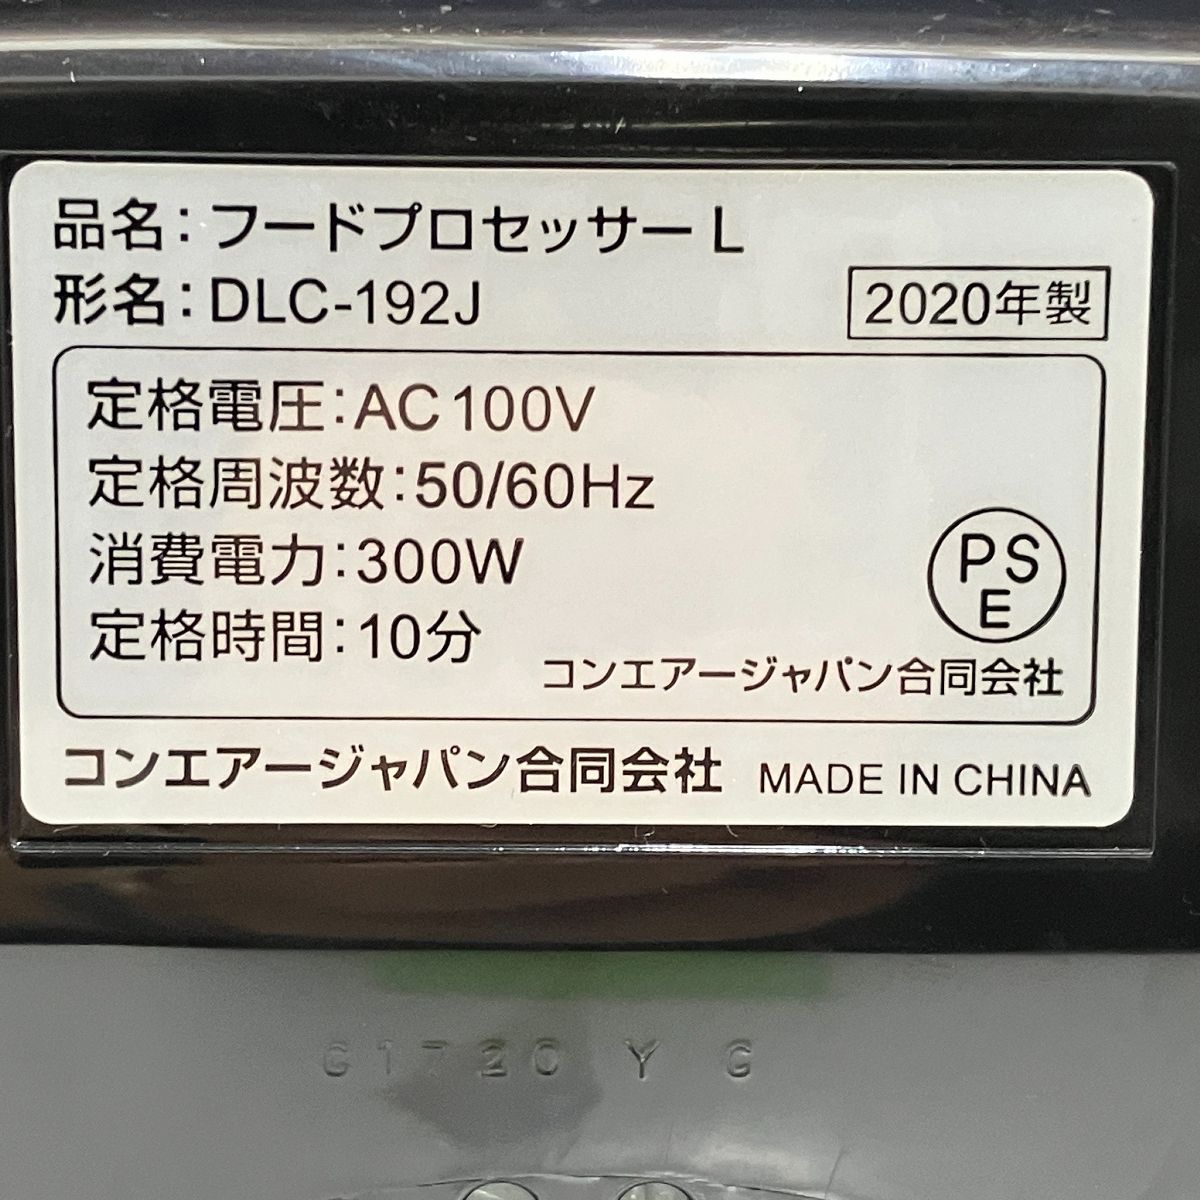 品名：フードプロセッサーL
形名：DLC-192J
2020年製
定格電圧：AC100V
定格周波数：50/60Hz
消費電力：300W
定格時間：10分
PS
E
コンエアージャパン合同会社
コンエアージャパン合同会社 MADE IN CHINA
G1720 Y G